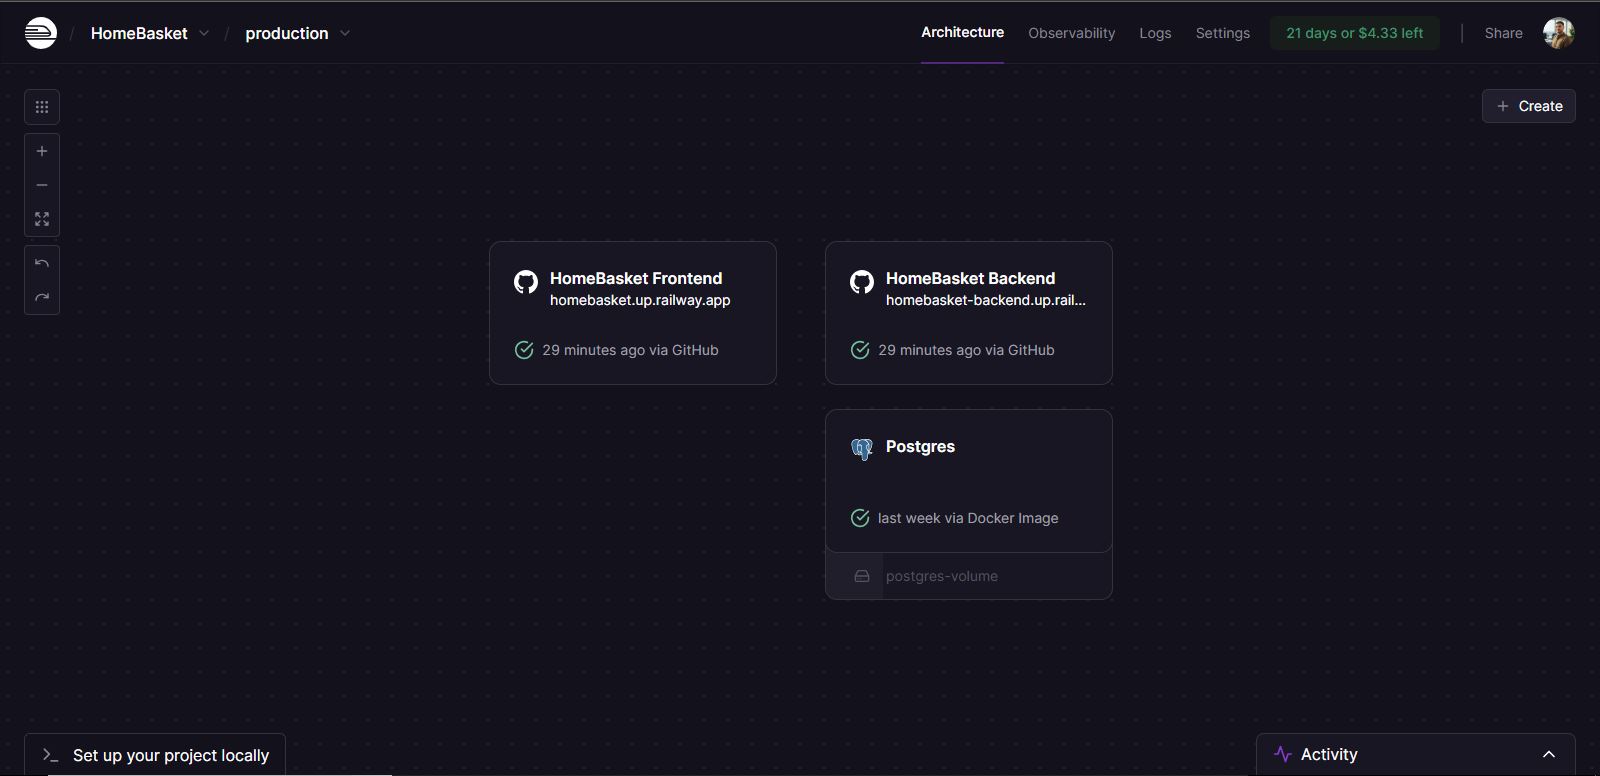 / HomeBasket / production
Architecture Observability Logs Settings 21 days or $4.33 left Share
+ Create
HomeBasket Frontend
homebasket.up.railway.app
29 minutes ago via GitHub
HomeBasket Backend
homebasket-backend.up.rail...
29 minutes ago via GitHub
Postgres
last week via Docker Image
postgres-volume
Set up your project locally
Activity